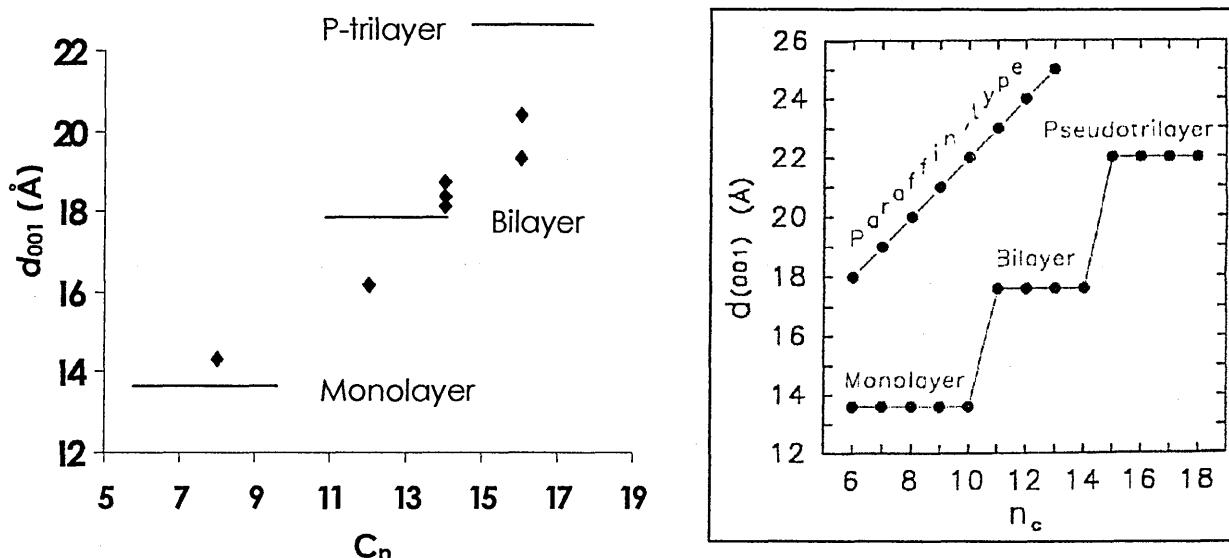 P-trilayer
22
20
18
16
14
12
d001 (Å)
Bilayer
Monolayer
5 7 9 11 13 15 17 19
Cn
26
24
22
20
18
16
14
12
d(001) (Å)
Paraffin-type
Pseudotrilayer
Bilayer
Monolayer
6 8 10 12 14 16 18
nc